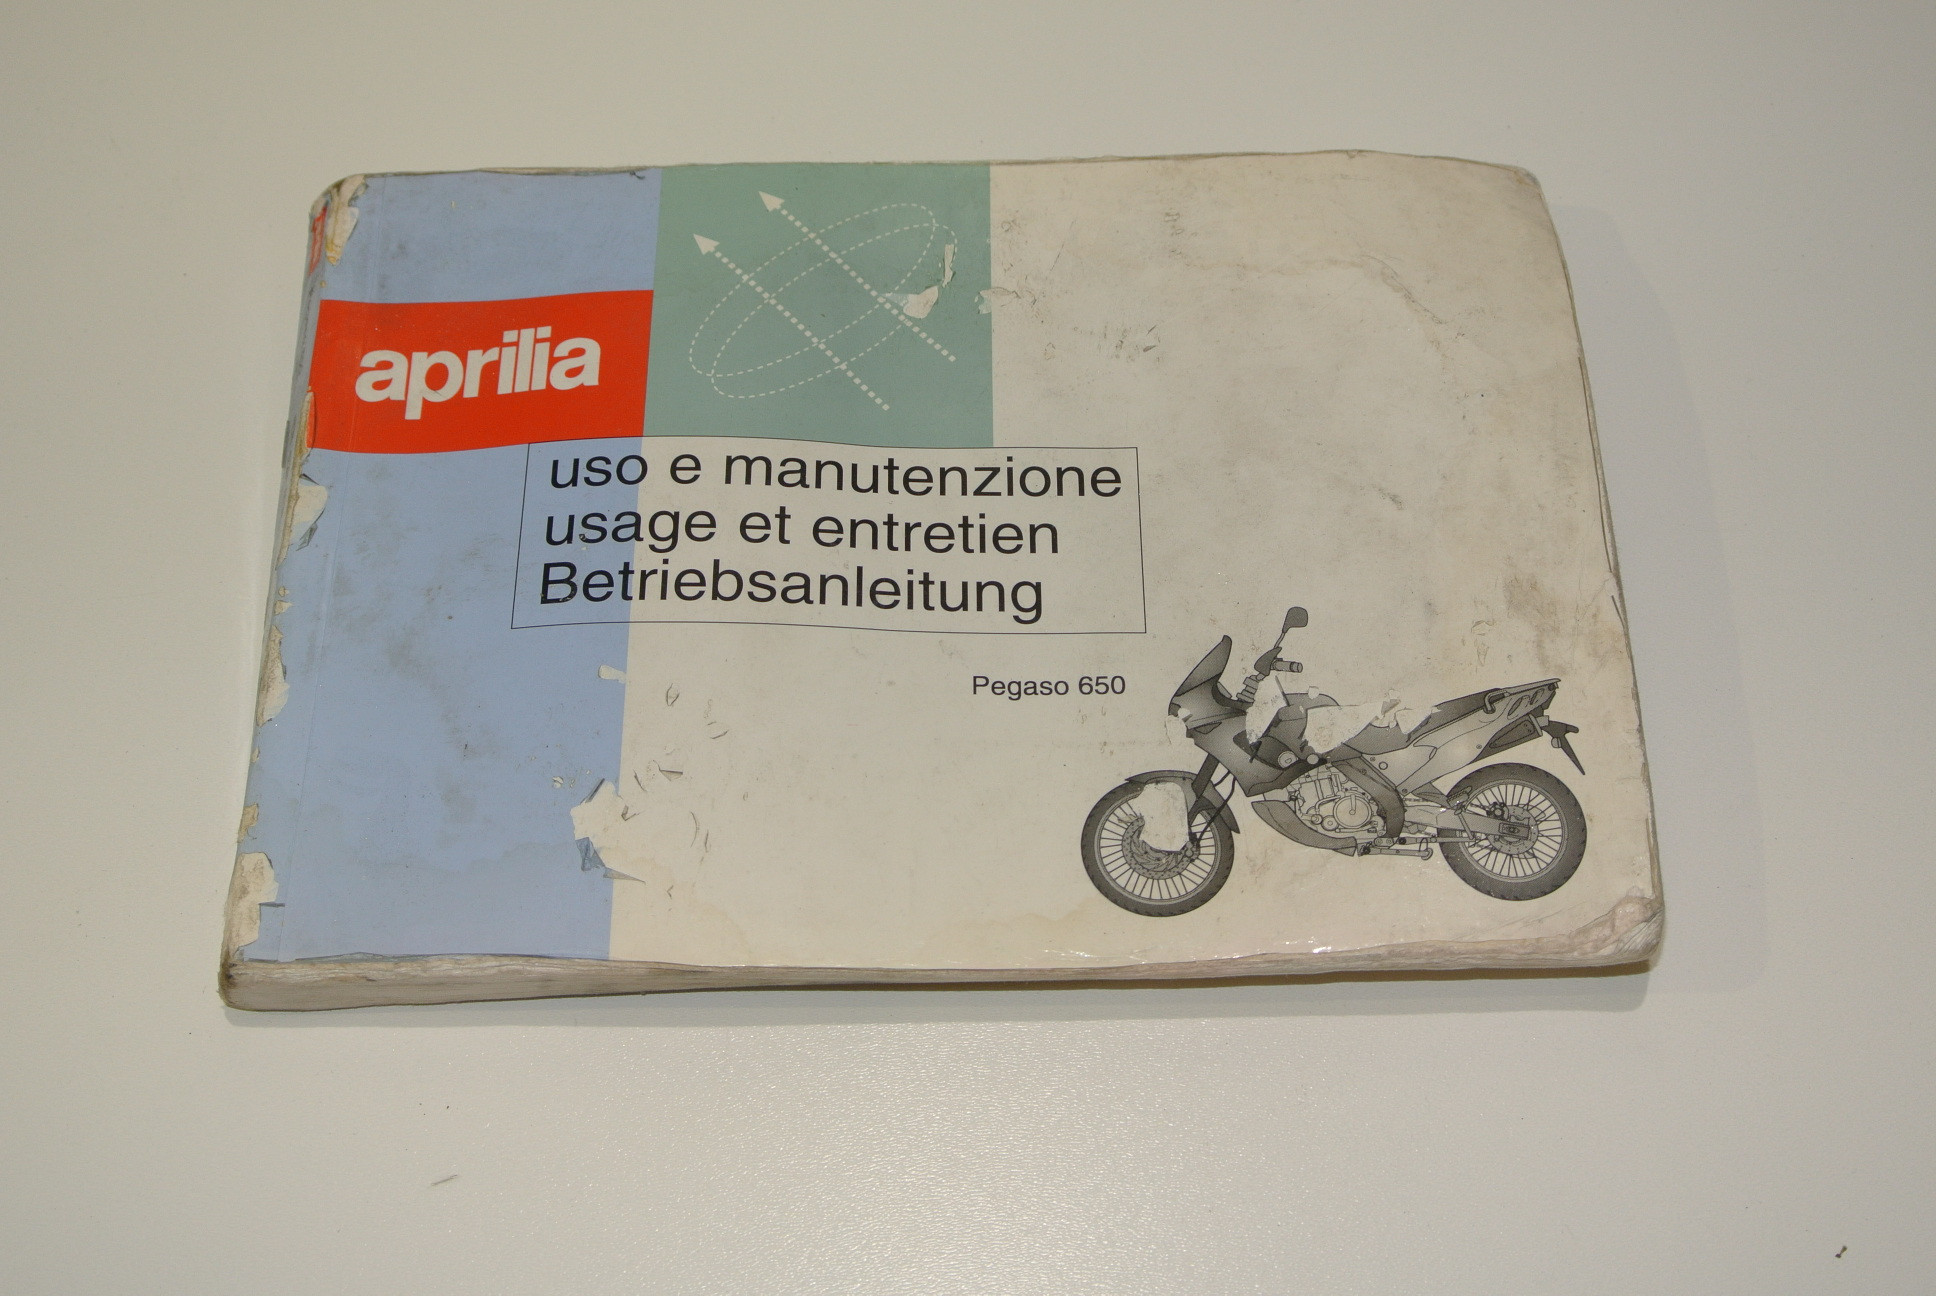 aprilia
uso e manutenzione
usage et entretien
Betriebsanleitung
Pegaso 650